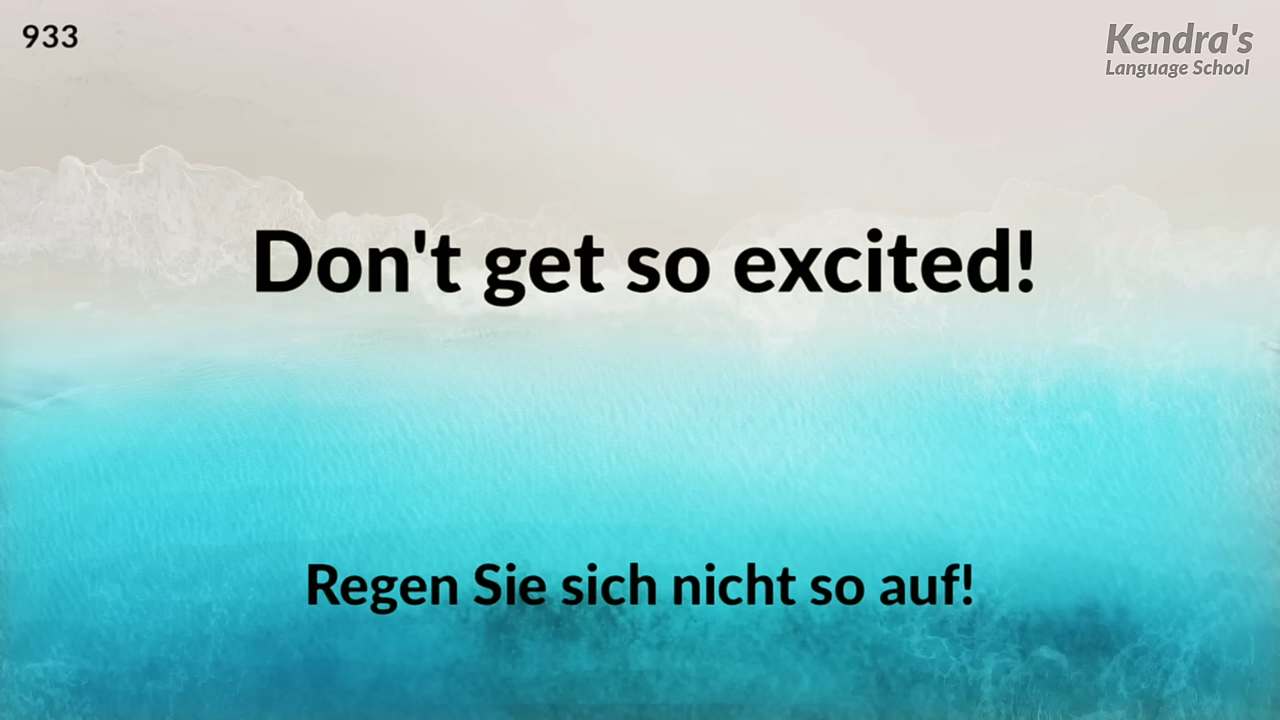 933
Kendra's
Language School
Don't get so excited!
Regen Sie sich nicht so auf!